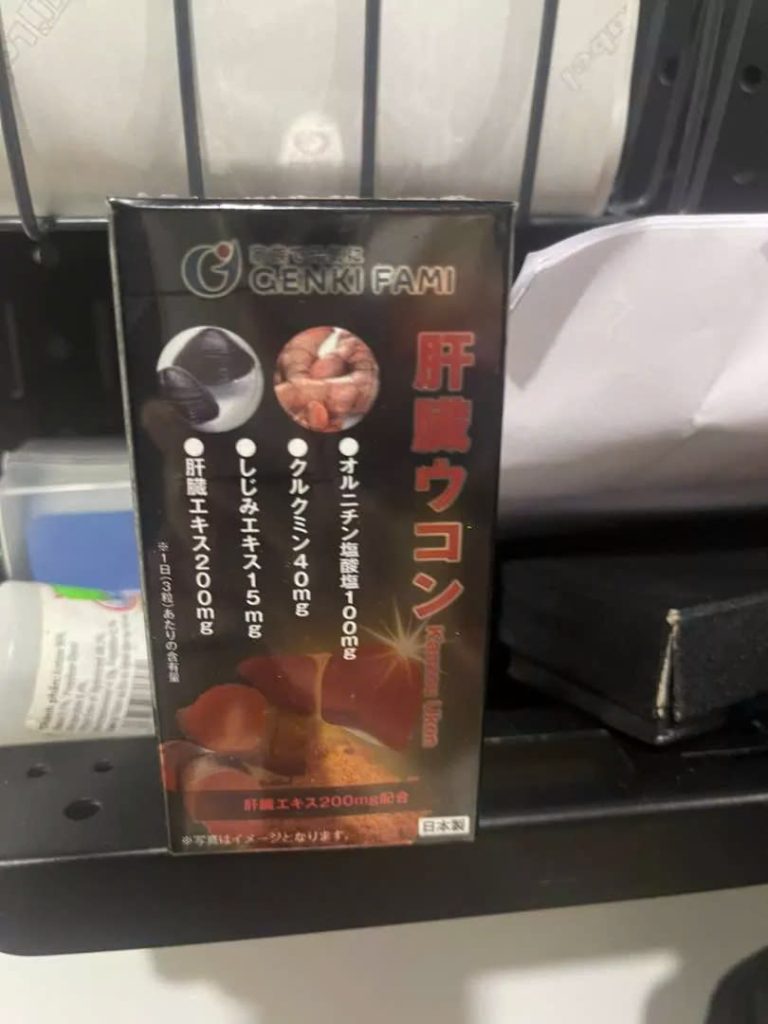 GENKI FAMI
肝臓ウコン
Kanzou Ukon
●オルニチン塩酸塩100mg
●クルクミン40mg
●しじみエキス15mg
●肝臓エキス200mg
※1日(3粒)あたりの含有量
肝臓エキス200mg配合
※写真はイメージとなります。
日本製